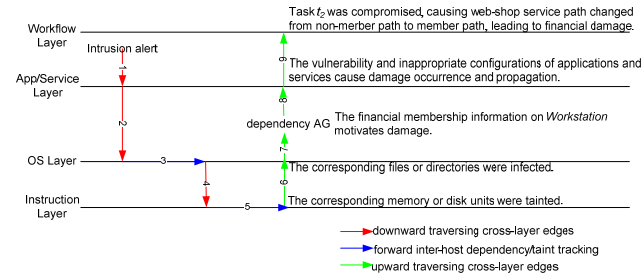 Task t2 was compromised, causing web-shop service path changed
from non-merber path to member path, leading to financial damage.
Workflow
Layer
Intrusion alert
1
9
The vulnerability and inappropriate configurations of applications and
services cause damage occurrence and propagation.
App/Service
Layer
2
8
dependency AG
The financial membership information on Workstation
motivates damage.
7
OS Layer
3
The corresponding files or directories were infected.
4
6
Instruction
Layer
5
The corresponding memory or disk units were tainted.
downward traversing cross-layer edges
forward inter-host dependency/taint tracking
upward traversing cross-layer edges